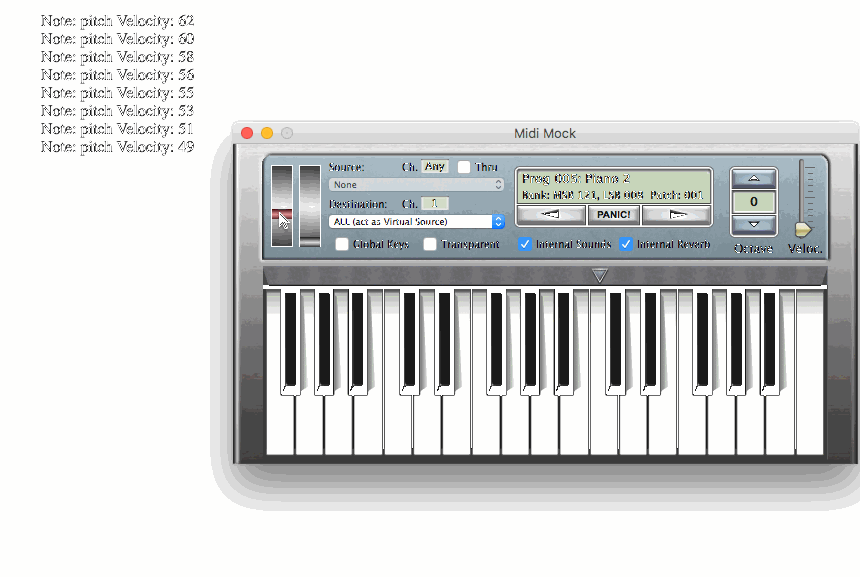 Note: pitch Velocity: 62
Note: pitch Velocity: 60
Note: pitch Velocity: 58
Note: pitch Velocity: 56
Note: pitch Velocity: 55
Note: pitch Velocity: 53
Note: pitch Velocity: 51
Note: pitch Velocity: 49
Midi Mock
Source: Ch. Any Thru
None
Destination: Ch. 1
ALL (act as Virtual Source)
Global Keys Transparent Internal Sounds Internal Reverb
Prog 005: Piano 2
Bank: MSB 121, LSB 003 Patch: 001
PANIC!
0
Octave Veloc.